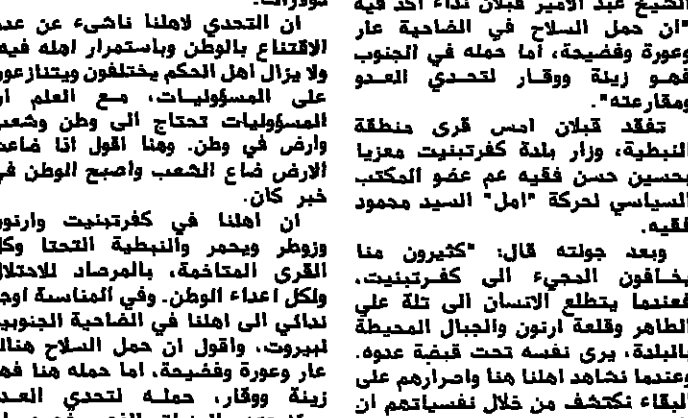 الشيخ عبد الامير قبلان نداء اكد فيه
"ان حمل السلاح في الضاحية عار
وعورة وفضيحة، اما حمله في الجنوب
فهو زينة ووقار لتحدي العدو
ومقارعته".
تفقد قبلان امس قرى منطقة
النبطية، وزار بلدة كفرتبنيت معزيا
بحسين حسن فقيه عم عضو المكتب
السياسي لحركة "امل" السيد محمود
فقيه.
وبعد جولته قال: "كثيرون منا
يخافون المجيء الى كفرتبنيت،
فعندما يتطلع الانسان الى تلة علي
الطاهر وقلعة ارنون والجبال المحيطة
بالبلدة، يرى نفسه تحت قبضة عدوه.
وعندما نشاهد اهلنا هنا واصرارهم على
البقاء نكتشف من خلال نفسياتهم ان
ان التحدي لاهلنا ناشىء عن عدم
الاقتناع بالوطن وباستمرار اهله فيه،
ولا يزال اهل الحكم يختلفون ويتنازعون
على المسؤوليات، مع العلم ان
المسؤوليات تحتاج الى وطن وشعب
وارض في وطن. وهنا اقول اذا ضاعت
الارض ضاع الشعب واصبح الوطن في
خبر كان.
ان اهلنا في كفرتبنيت وارنون
وزوطر ويحمر والنبطية التحتا وكل
القرى المتاخمة، بالمرصاد للاحتلال
ولكل اعداء الوطن. وفي المناسبة اوجه
ندائي الى اهلنا في الضاحية الجنوبية
لبيروت، واقول ان حمل السلاح هنالك
عار وعورة وفضيحة، اما حمله هنا فهو
زينة ووقار، حمله لتحدي العدو